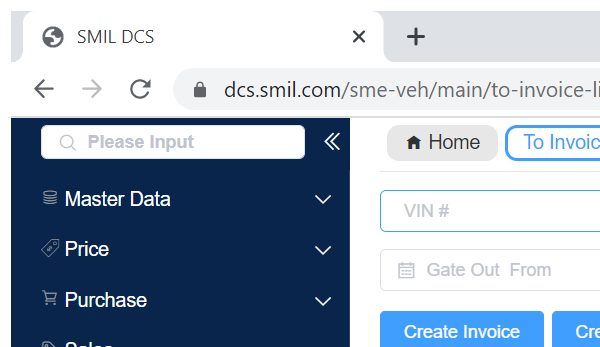 SMIL DCS
dcs.smil.com/sme-veh/main/to-invoice-li
Please Input
Home
To Invoic
Master Data
VIN #
Price
Gate Out From
Purchase
Create Invoice
Cre
Sales